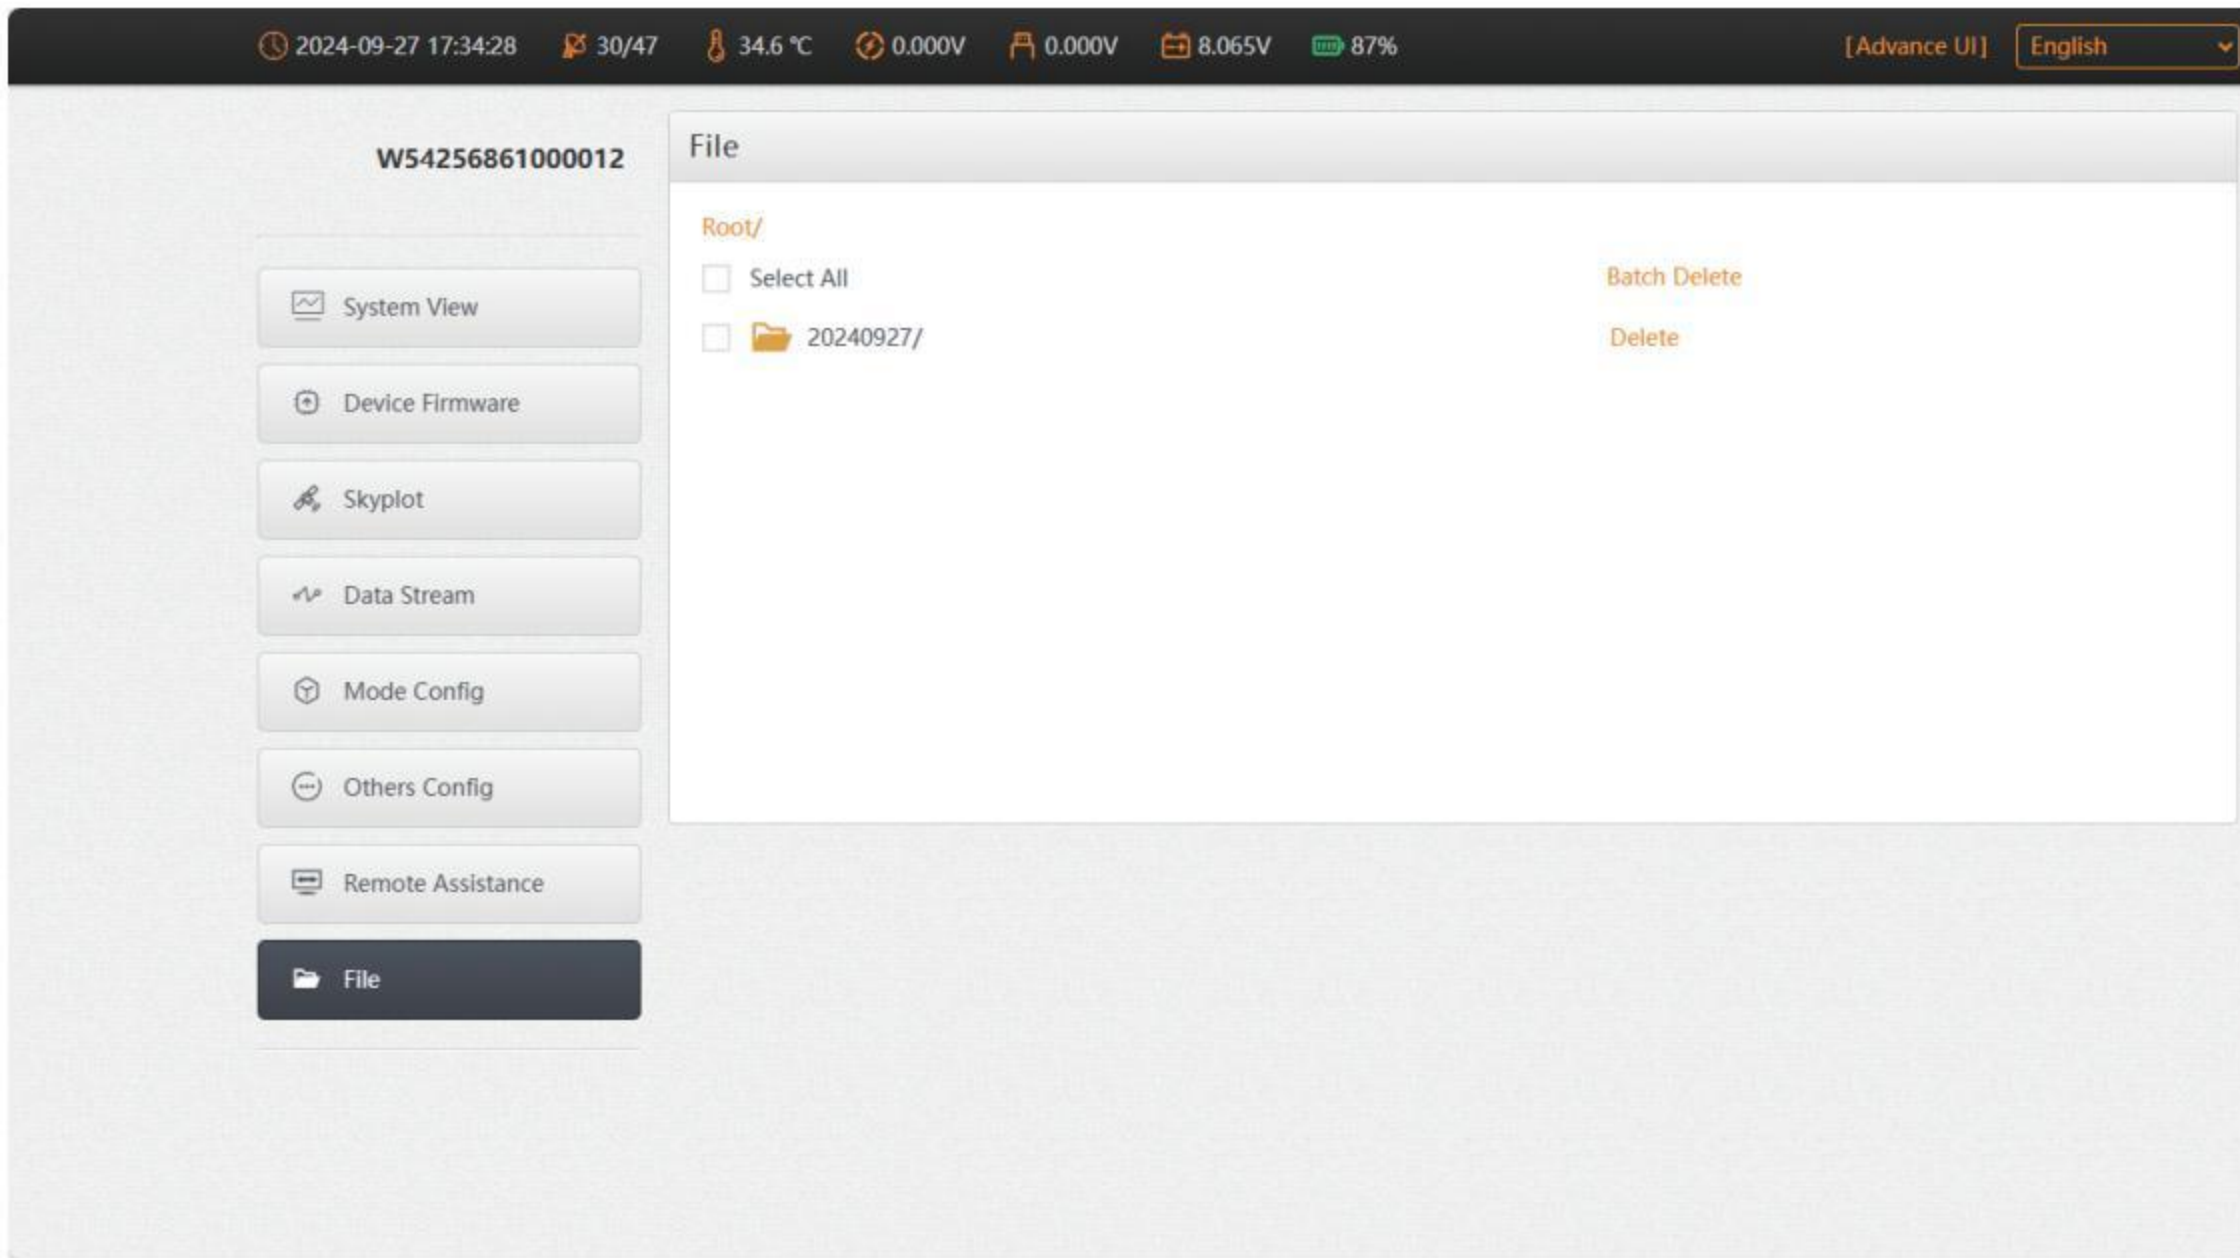 2024-09-27 17:34:28 30/47 34.6 ℃ 0.000V 0.000V 8.065V 87% [Advance UI] English
W54256861000012
System View
Device Firmware
Skyplot
Data Stream
Mode Config
Others Config
Remote Assistance
File
File
Root/
Select All Batch Delete
20240927/ Delete